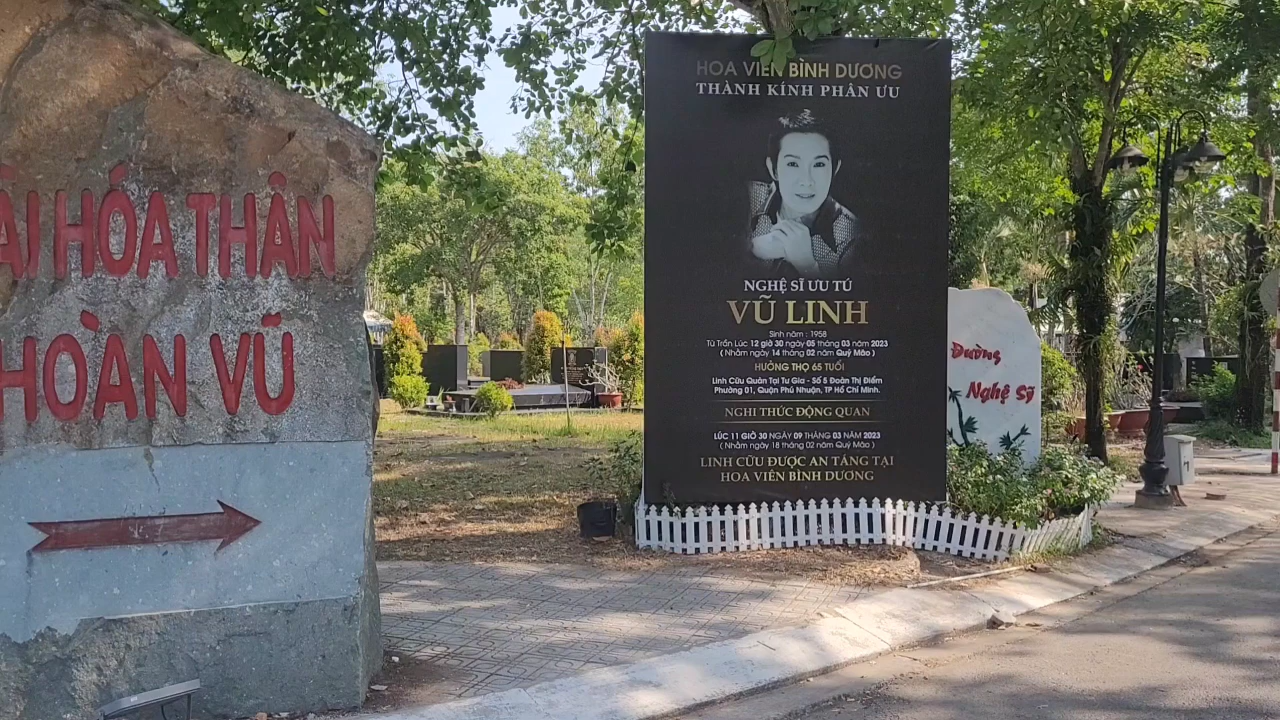 ÀI HÓA THÂN
HOÀN VŨ
HOA VIÊN BÌNH DƯƠNG
THÀNH KÍNH PHÂN ƯU
NGHỆ SĨ ƯU TÚ
VŨ LINH
Sinh năm : 1958
Từ Trần Lúc 12 giờ 30 ngày 05 tháng 03 năm 2023
( Nhằm ngày 14 tháng 02 năm Quý Mão )
HƯỞNG THỌ 65 TUỔI
Linh Cữu Quàn Tại Tư Gia - Số 5 Đoàn Thị Điểm
Phường 01, Quận Phú Nhuận, TP Hồ Chí Minh.
NGHI THỨC ĐỘNG QUAN
LÚC 11 GIỜ 30 NGÀY 09 THÁNG 03 NĂM 2023
( Nhằm ngày 18 tháng 02 năm Quý Mão )
LINH CỮU ĐƯỢC AN TÁNG TẠI
HOA VIÊN BÌNH DƯƠNG
Đường
Nghệ Sỹ